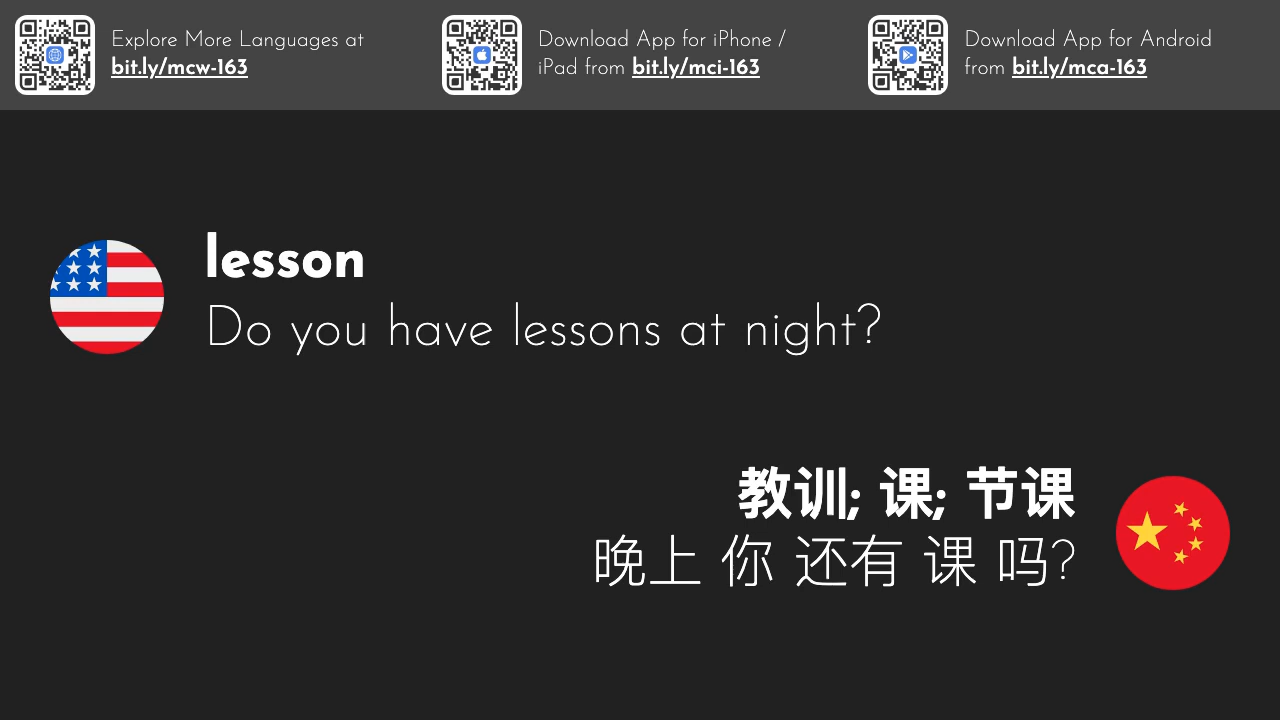 Explore More Languages at
bit.ly/mcw-163
Download App for iPhone /
iPad from bit.ly/mci-163
Download App for Android
from bit.ly/mca-163
lesson
Do you have lessons at night?
教训; 课; 节课
晚上 你 还有 课 吗?